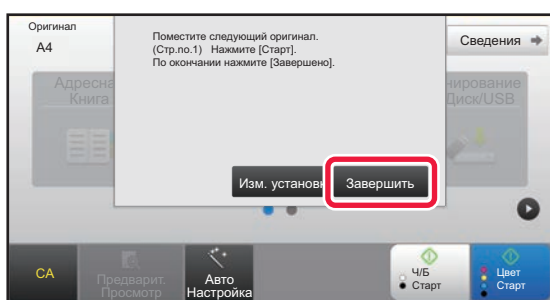 Оригинал
A4
Поместите следующий оригинал.
(Стр.no.1) Нажмите [Старт].
По окончании нажмите [Завершено].
Сведения
Адресна
Книга
нирование
Диск/USB
Изм. установ
Завершить
CA
Предварит.
Просмотр
Авто
Настройка
Ч/Б
Старт
Цвет
Старт